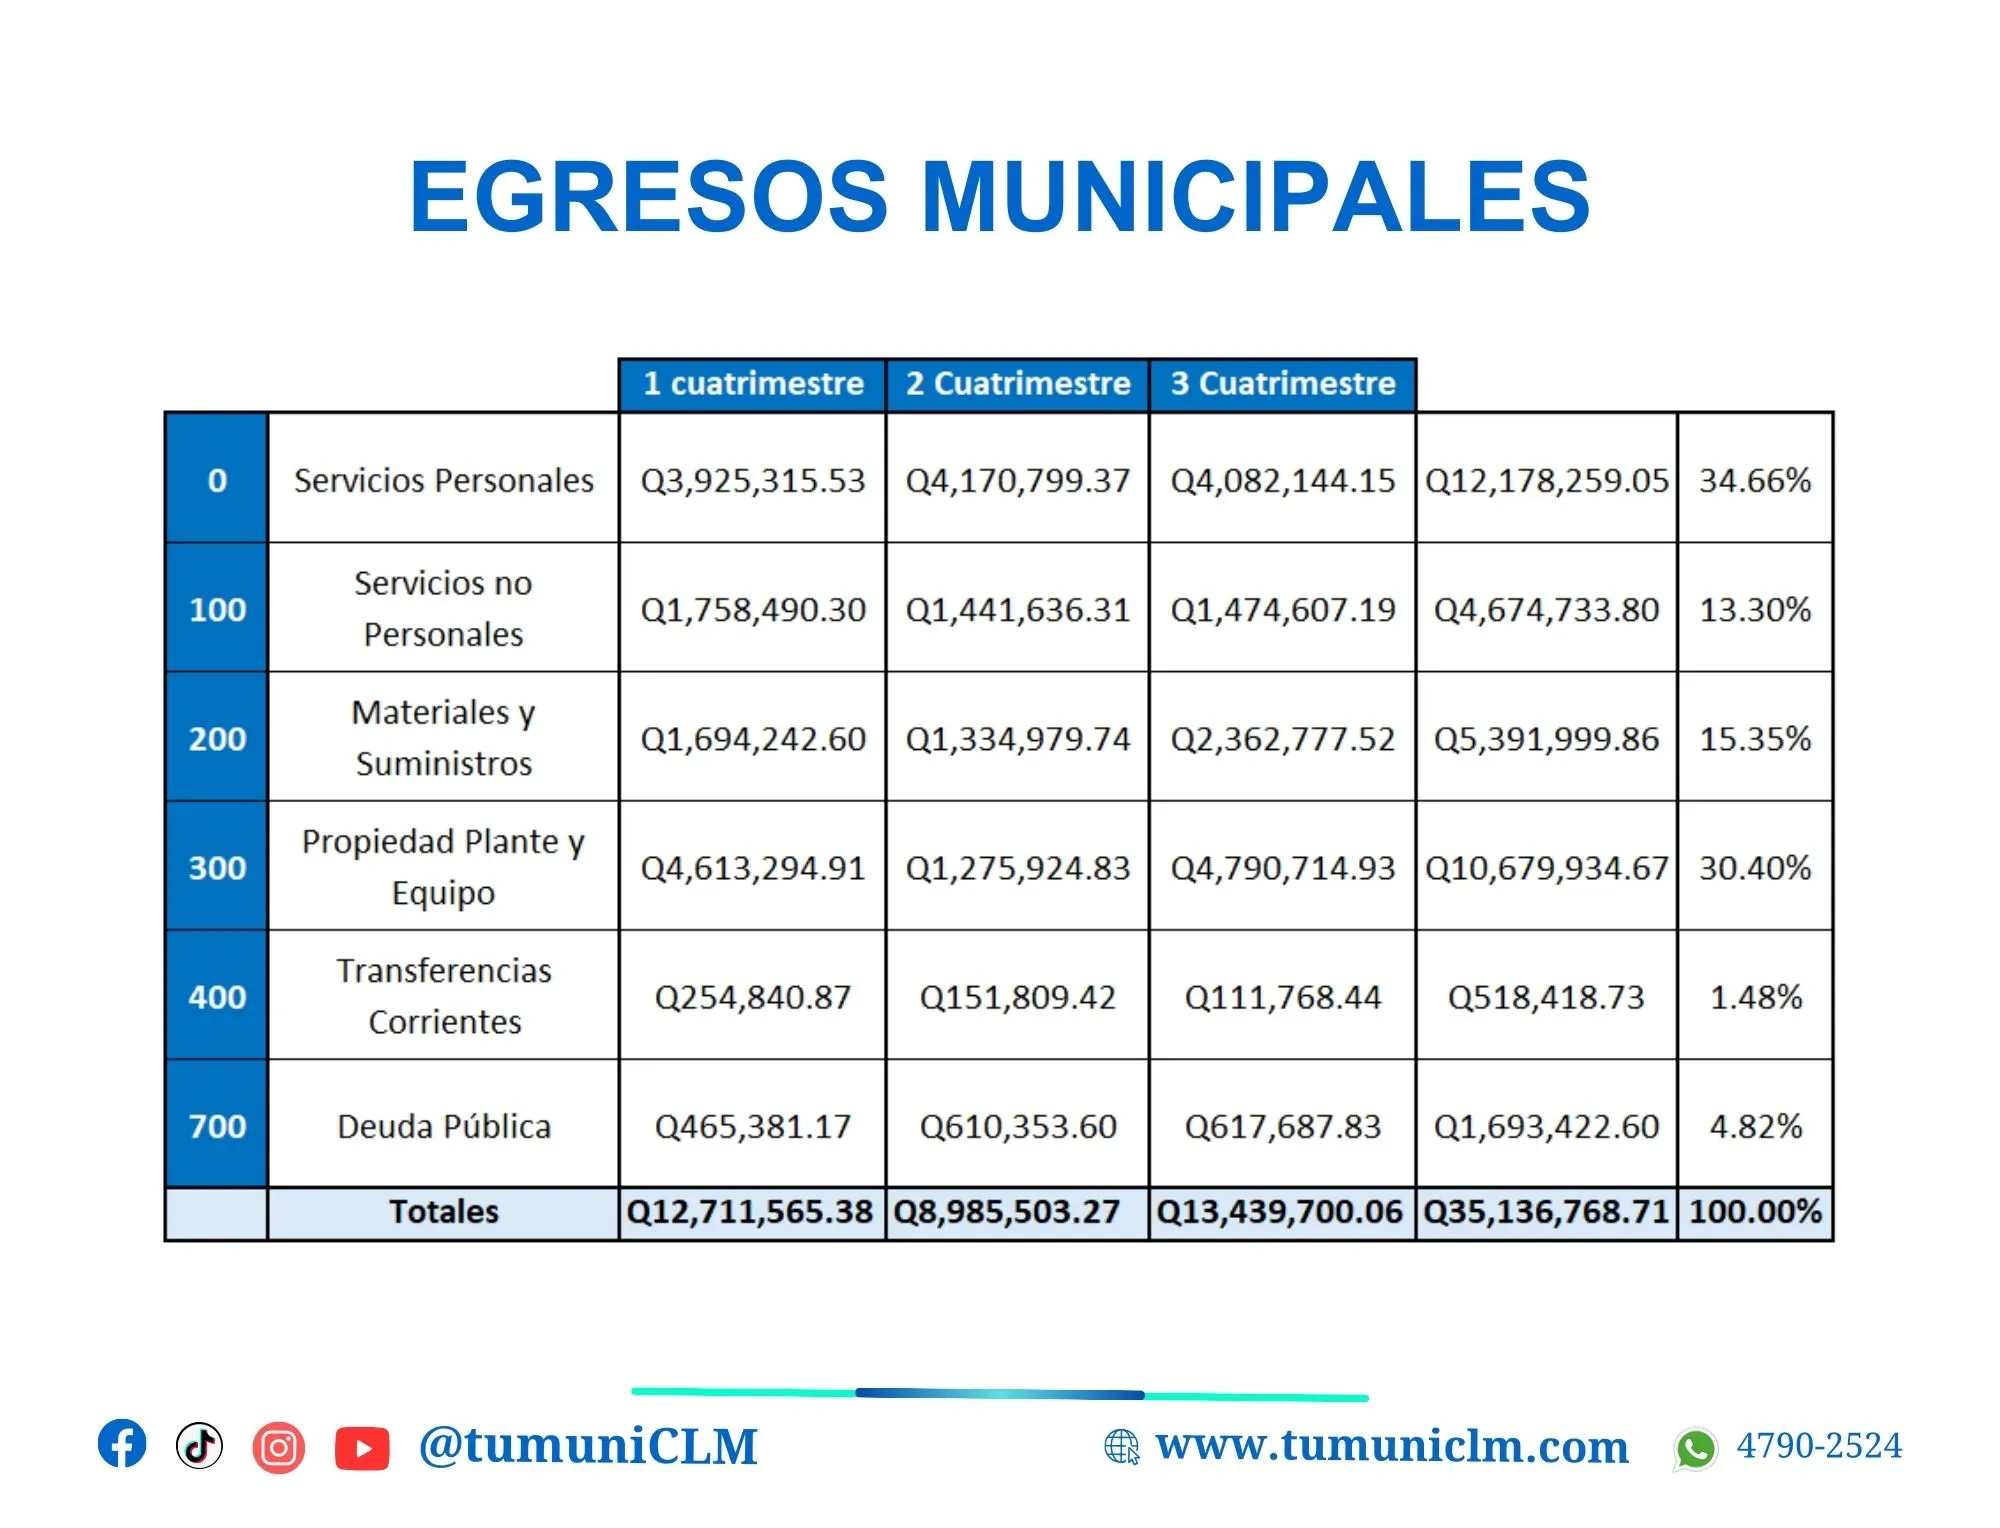 EGRESOS MUNICIPALES
1 cuatrimestre 2 Cuatrimestre 3 Cuatrimestre
0 Servicios Personales Q3,925,315.53 Q4,170,799.37 Q4,082,144.15 Q12,178,259.05 34.66%
100 Servicios no Personales Q1,758,490.30 Q1,441,636.31 Q1,474,607.19 Q4,674,733.80 13.30%
200 Materiales y Suministros Q1,694,242.60 Q1,334,979.74 Q2,362,777.52 Q5,391,999.86 15.35%
300 Propiedad Plante y Equipo Q4,613,294.91 Q1,275,924.83 Q4,790,714.93 Q10,679,934.67 30.40%
400 Transferencias Corrientes Q254,840.87 Q151,809.42 Q111,768.44 Q518,418.73 1.48%
700 Deuda Pública Q465,381.17 Q610,353.60 Q617,687.83 Q1,693,422.60 4.82%
Totales Q12,711,565.38 Q8,985,503.27 Q13,439,700.06 Q35,136,768.71 100.00%
@tumuniCLM www.tumuniclm.com 4790-2524